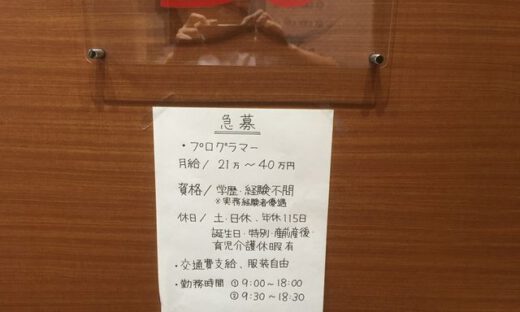 急募
・プログラマー
月給/ 21万～40万円
資格/ 学歴・経験不問
※実務経験者優遇
休日/ 土・日休、年休115日
誕生日・特別・産前産後・
育児介護休暇有
・交通費支給、服装自由
・勤務時間 ①9:00～18:00
②9:30～18:30